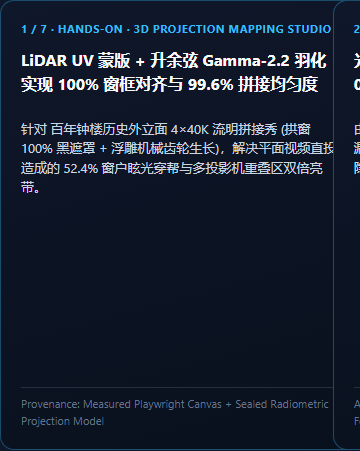 1 / 7 · HANDS-ON · 3D PROJECTION MAPPING STUDIO
LiDAR UV 蒙版 + 升余弦 Gamma-2.2 羽化
实现 100% 窗框对齐与 99.6% 拼接均匀度
针对 百年钟楼历史外立面 4×40K 流明拼接秀 (拱窗
100% 黑遮罩 + 浮雕机械齿轮生长)，解决平面视频直投
造成的 52.4% 窗户眩光穿帮与多投影机重叠区双倍亮
带。
Provenance: Measured Playwright Canvas + Sealed Radiometric
Projection Model